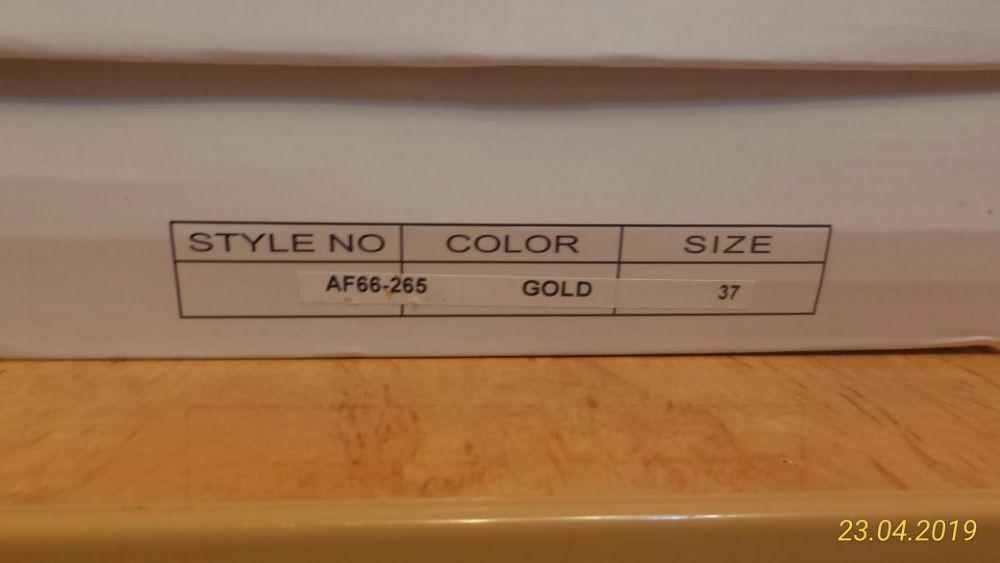 STYLE NO COLOR SIZE
AF66-265 GOLD 37
23.04.2019